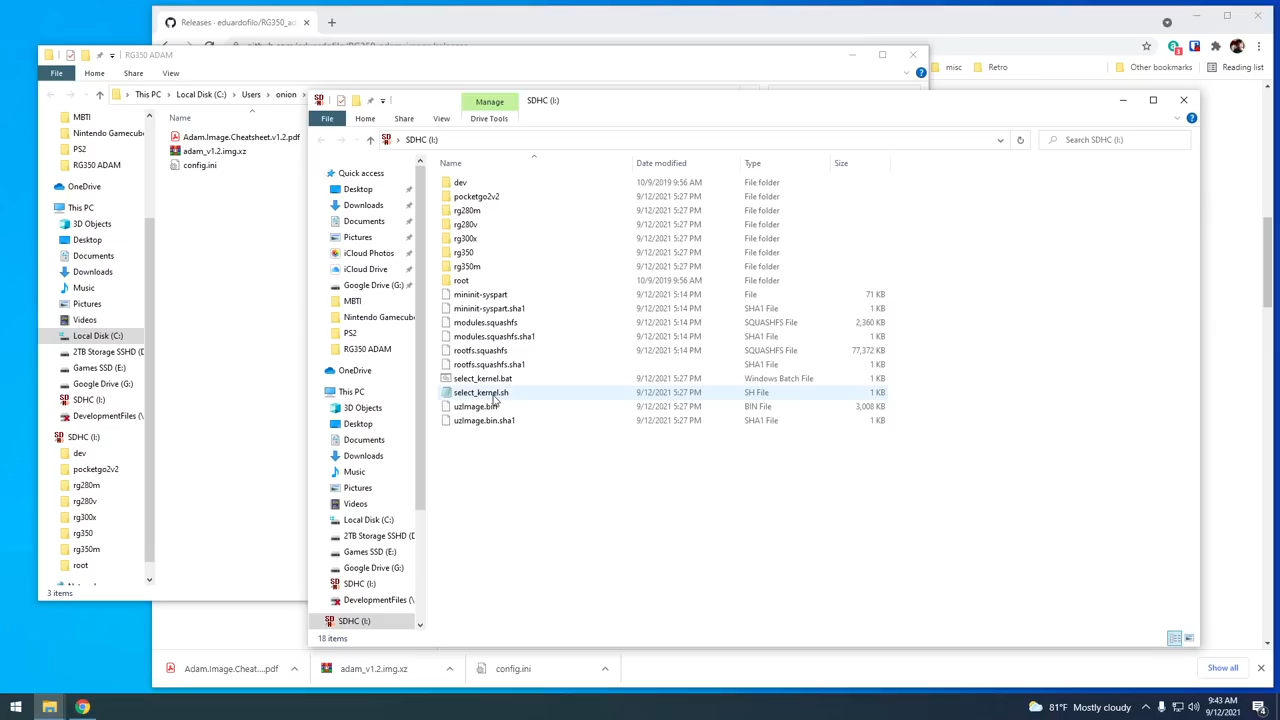 Releases · eduardofilo/RG350_ad
RG350 ADAM
File Home Share View
This PC Local Disk (C:) Users onion
Name
Adam.Image.Cheatsheet.v1.2.pdf
adam_v1.2.img.xz
config.ini
MBTI
Nintendo Gamecub
PS2
RG350 ADAM
OneDrive
This PC
3D Objects
Desktop
Documents
Downloads
Music
Pictures
Videos
Local Disk (C:)
2TB Storage SSHD (D
Games SSD (E:)
Google Drive (G:)
SDHC (I:)
DevelopmentFiles (\
SDHC (I:)
dev
pocketgo2v2
rg280m
rg280v
rg300x
rg350
rg350m
root
3 items
misc Retro Other bookmarks Reading list
Manage SDHC (I:)
File Home Share View Drive Tools
SDHC (I:) Search SDHC (I:)
Quick access
Desktop
Downloads
Documents
Pictures
iCloud Photos
iCloud Drive
Google Drive (G:)
MBTI
Nintendo Gamecub
PS2
RG350 ADAM
OneDrive
This PC
3D Objects
Desktop
Documents
Downloads
Music
Pictures
Videos
Local Disk (C:)
2TB Storage SSHD (D
Games SSD (E:)
Google Drive (G:)
SDHC (I:)
DevelopmentFiles (\
SDHC (I:)
18 items
Name Date modified Type Size
dev 10/9/2019 9:56 AM File folder
pocketgo2v2 9/12/2021 5:27 PM File folder
rg280m 9/12/2021 5:27 PM File folder
rg280v 9/12/2021 5:27 PM File folder
rg300x 9/12/2021 5:27 PM File folder
rg350 9/12/2021 5:27 PM File folder
rg350m 9/12/2021 5:27 PM File folder
root 10/9/2019 9:56 AM File folder
mininit-syspart 9/12/2021 5:14 PM File 71 KB
mininit-syspart.sha1 9/12/2021 5:14 PM SHA1 File 1 KB
modules.squashfs 9/12/2021 5:14 PM SQUASHFS File 2,360 KB
modules.squashfs.sha1 9/12/2021 5:14 PM SHA1 File 1 KB
rootfs.squashfs 9/12/2021 5:14 PM SQUASHFS File 77,372 KB
rootfs.squashfs.sha1 9/12/2021 5:14 PM SHA1 File 1 KB
select_kernel.bat 9/12/2021 5:27 PM Windows Batch File 1 KB
select_kernel.sh 9/12/2021 5:27 PM SH File 1 KB
uzImage.bin 9/12/2021 5:27 PM BIN File 3,008 KB
uzImage.bin.sha1 9/12/2021 5:27 PM SHA1 File 1 KB
Adam.Image.Cheat....pdf adam_v1.2.img.xz config.ini Show all
81°F Mostly cloudy
9:43 AM
9/12/2021